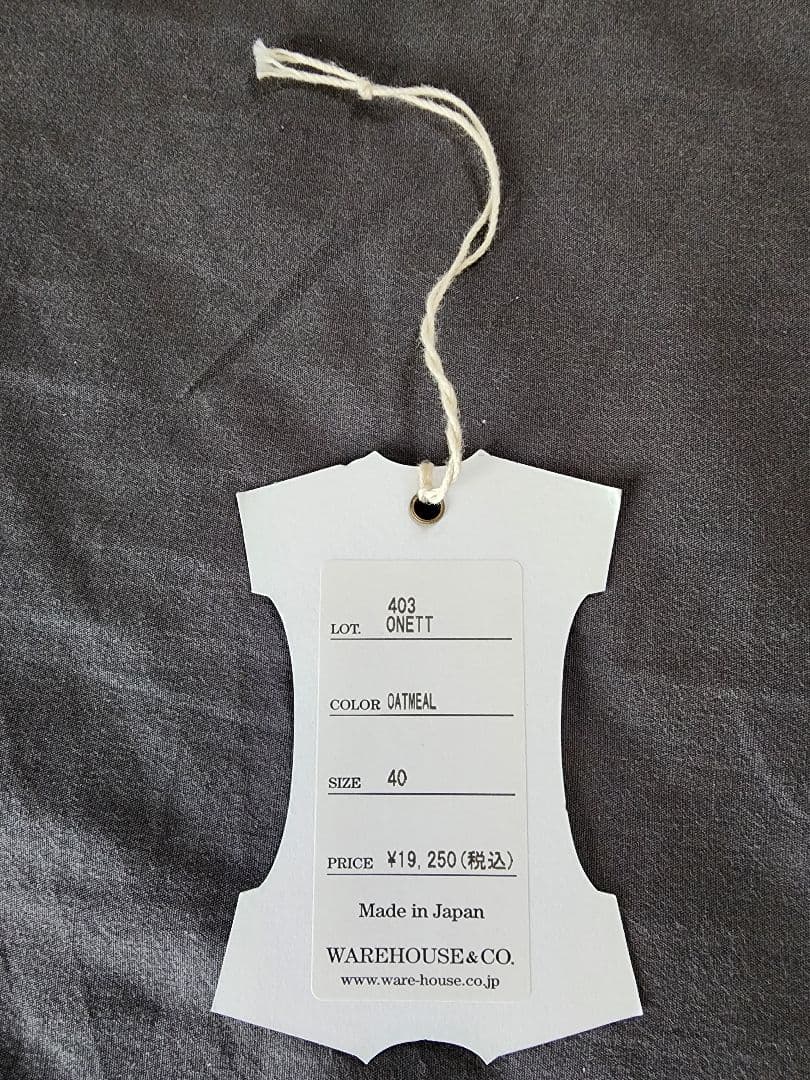 403
LOT. ONETT
COLOR OATMEAL
SIZE 40
PRICE ¥19,250(税込)
Made in Japan
WAREHOUSE & CO.
www.ware-house.co.jp